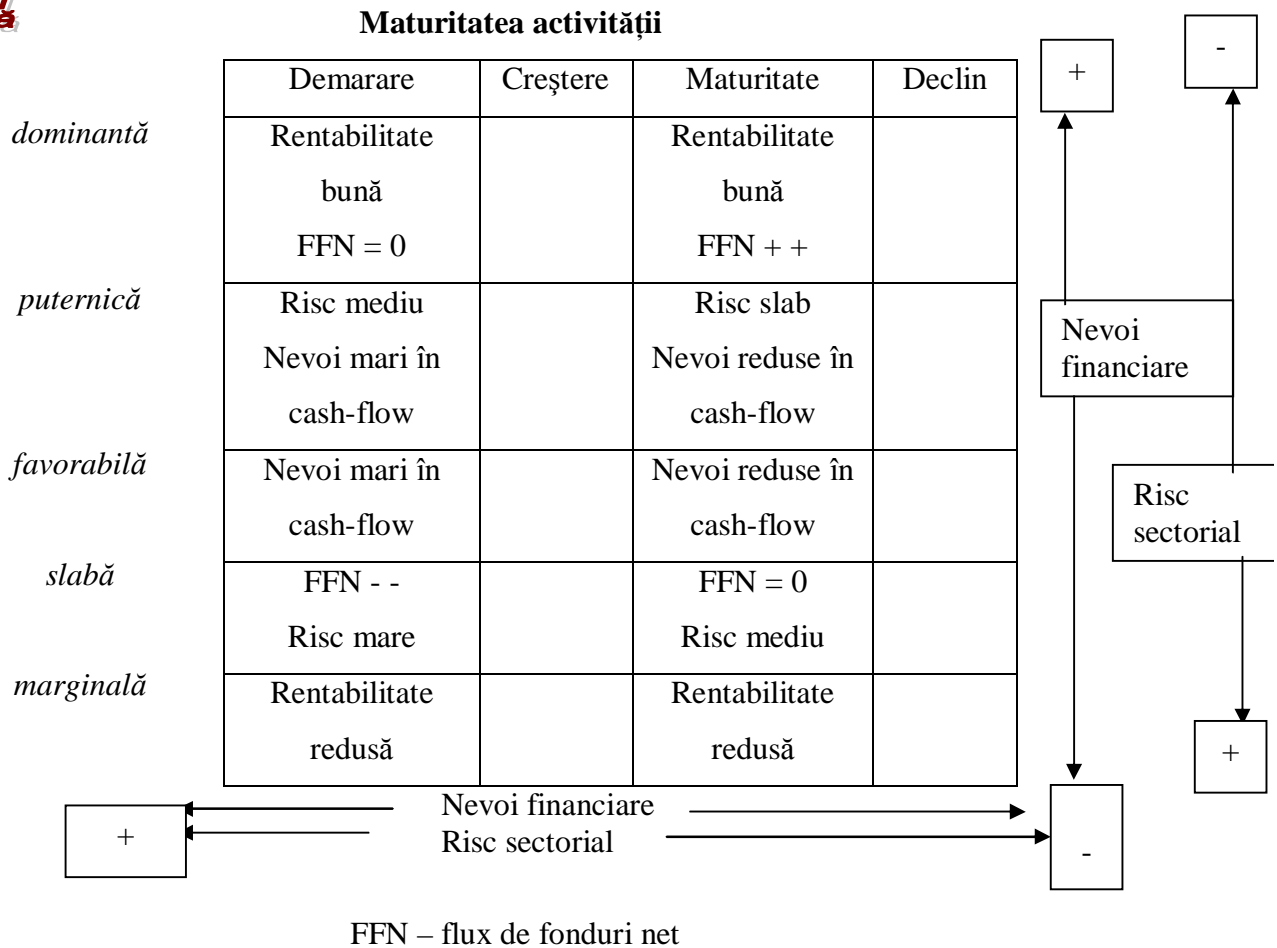 Maturitatea activității
Demarare Creştere Maturitate Declin
+
-
dominantă
Rentabilitate
bună
FFN = 0
Rentabilitate
bună
FFN + +
puternică
Risc mediu
Nevoi mari în
cash-flow
Risc slab
Nevoi reduse în
cash-flow
Nevoi
financiare
favorabilă
Nevoi mari în
cash-flow
Nevoi reduse în
cash-flow
Risc
sectorial
slabă
FFN - -
Risc mare
FFN = 0
Risc mediu
marginală
Rentabilitate
redusă
Rentabilitate
redusă
+
+
Nevoi financiare
Risc sectorial
-
FFN – flux de fonduri net